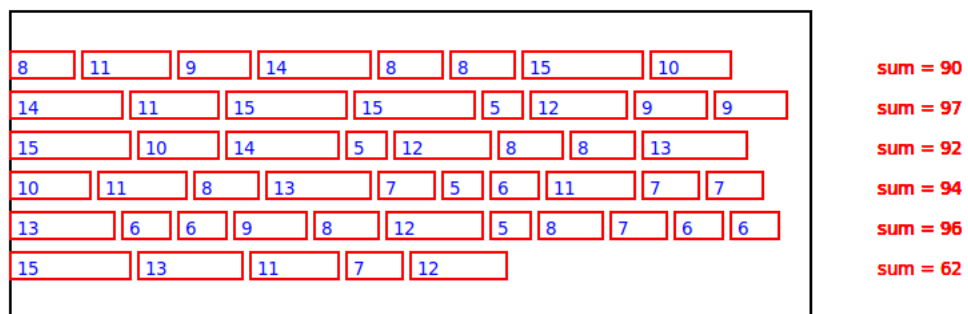 8 11 9 14 8 8 15 10 sum = 90
14 11 15 15 5 12 9 9 sum = 97
15 10 14 5 12 8 8 13 sum = 92
10 11 8 13 7 5 6 11 7 7 sum = 94
13 6 6 9 8 12 5 8 7 6 6 sum = 96
15 13 11 7 12 sum = 62